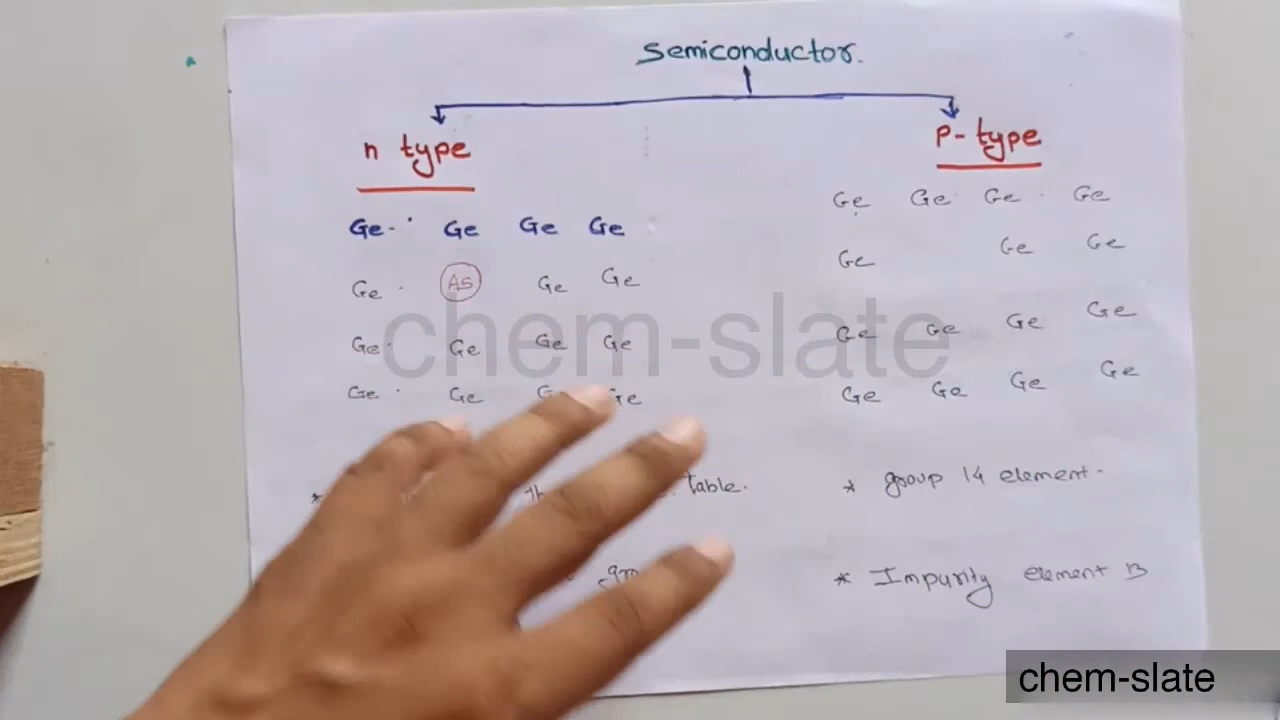 Semiconductor.
n type
P-type
Ge Ge Ge Ge
Ge As Ge Ge
Ge Ge Ge Ge
Ge Ge Ge
Ge Ge Ge Ge
Ge Ge Ge
Ge Ge Ge Ge
Ge Ge Ge Ge
chem-slate
* table.
* group 14 element.
* Impurity element 13
chem-slate